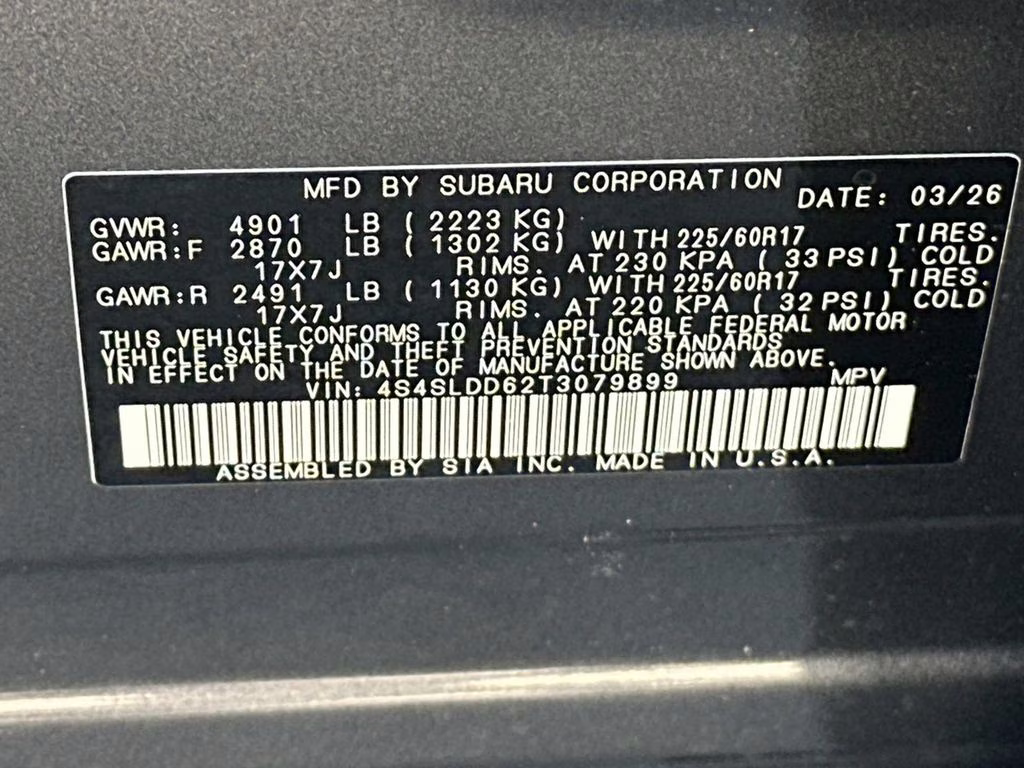 MFD BY SUBARU CORPORATION DATE: 03/26
GVWR: 4901 LB ( 2223 KG)
GAWR:F 2870 LB ( 1302 KG) WITH 225/60R17 TIRES.
17X7J RIMS. AT 230 KPA ( 33 PSI) COLD
GAWR:R 2491 LB ( 1130 KG) WITH 225/60R17 TIRES.
17X7J RIMS. AT 220 KPA ( 32 PSI) COLD
THIS VEHICLE CONFORMS TO ALL APPLICABLE FEDERAL MOTOR
VEHICLE SAFETY AND THEFT PREVENTION STANDARDS
IN EFFECT ON THE DATE OF MANUFACTURE SHOWN ABOVE.
VIN: 4S4SLDD62T3079899 MPV
ASSEMBLED BY SIA INC. MADE IN U.S.A.